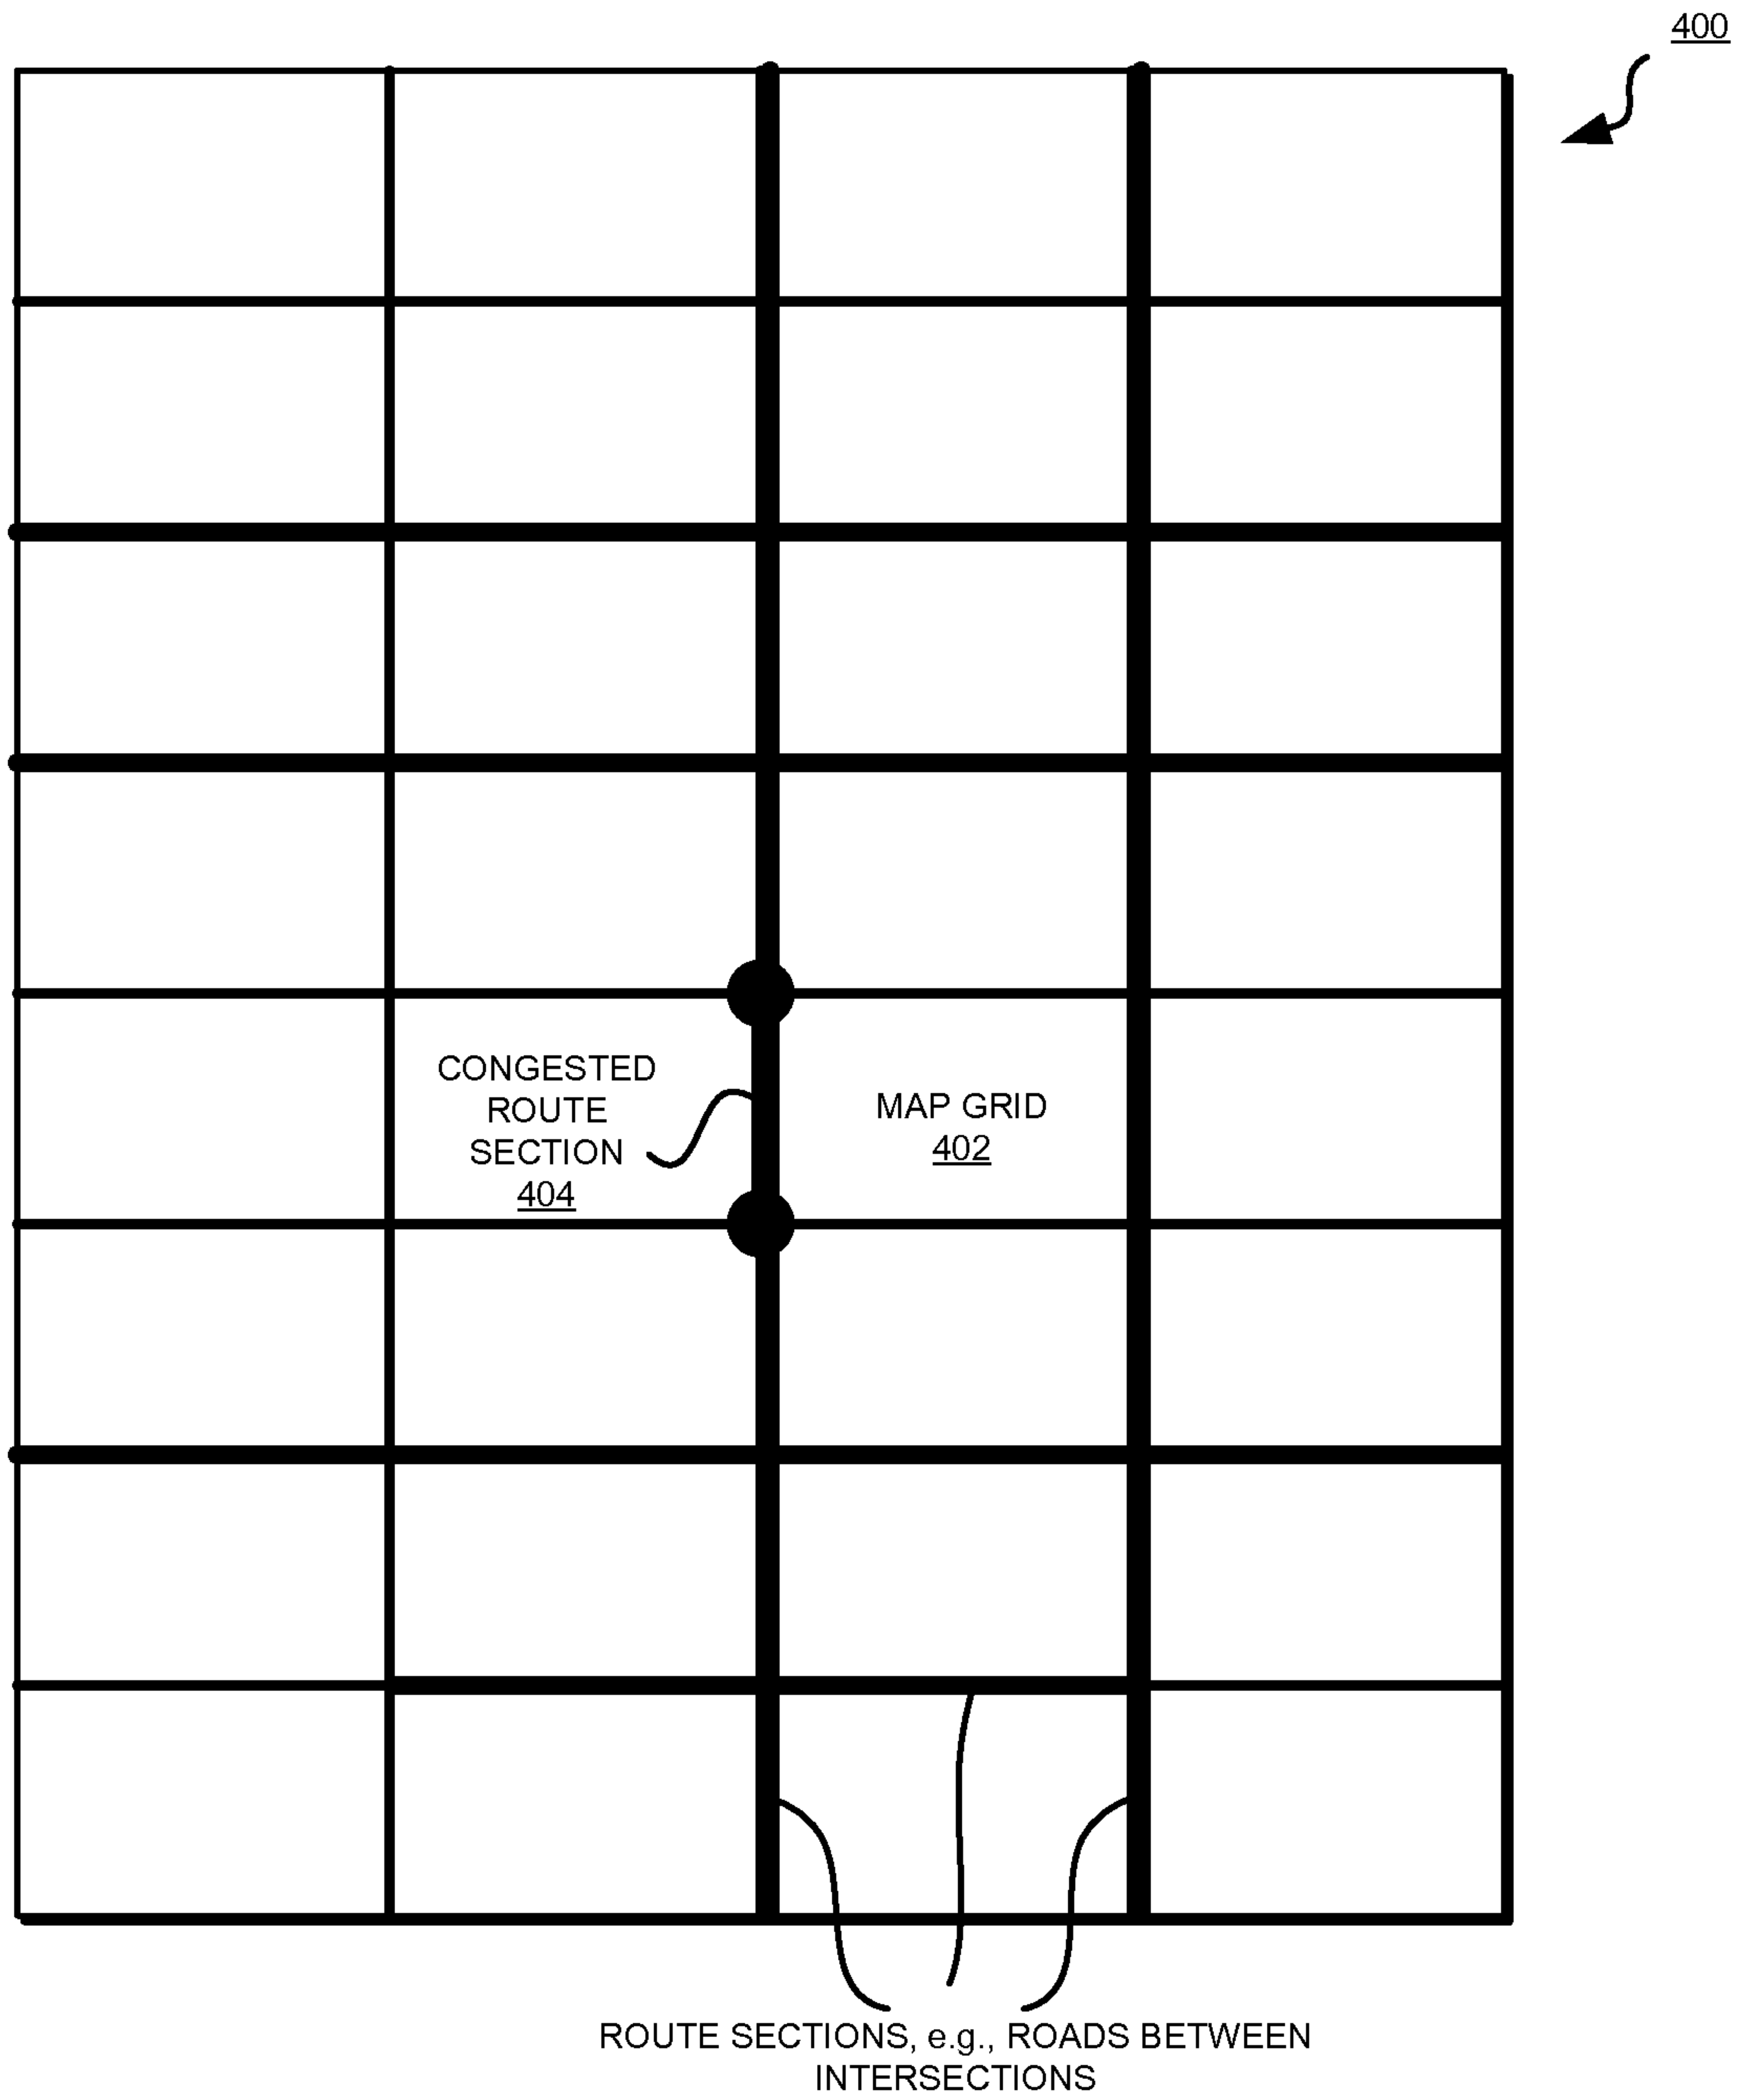 400
CONGESTED
ROUTE
SECTION
404
MAP GRID
402
ROUTE SECTIONS, e.g., ROADS BETWEEN
INTERSECTIONS